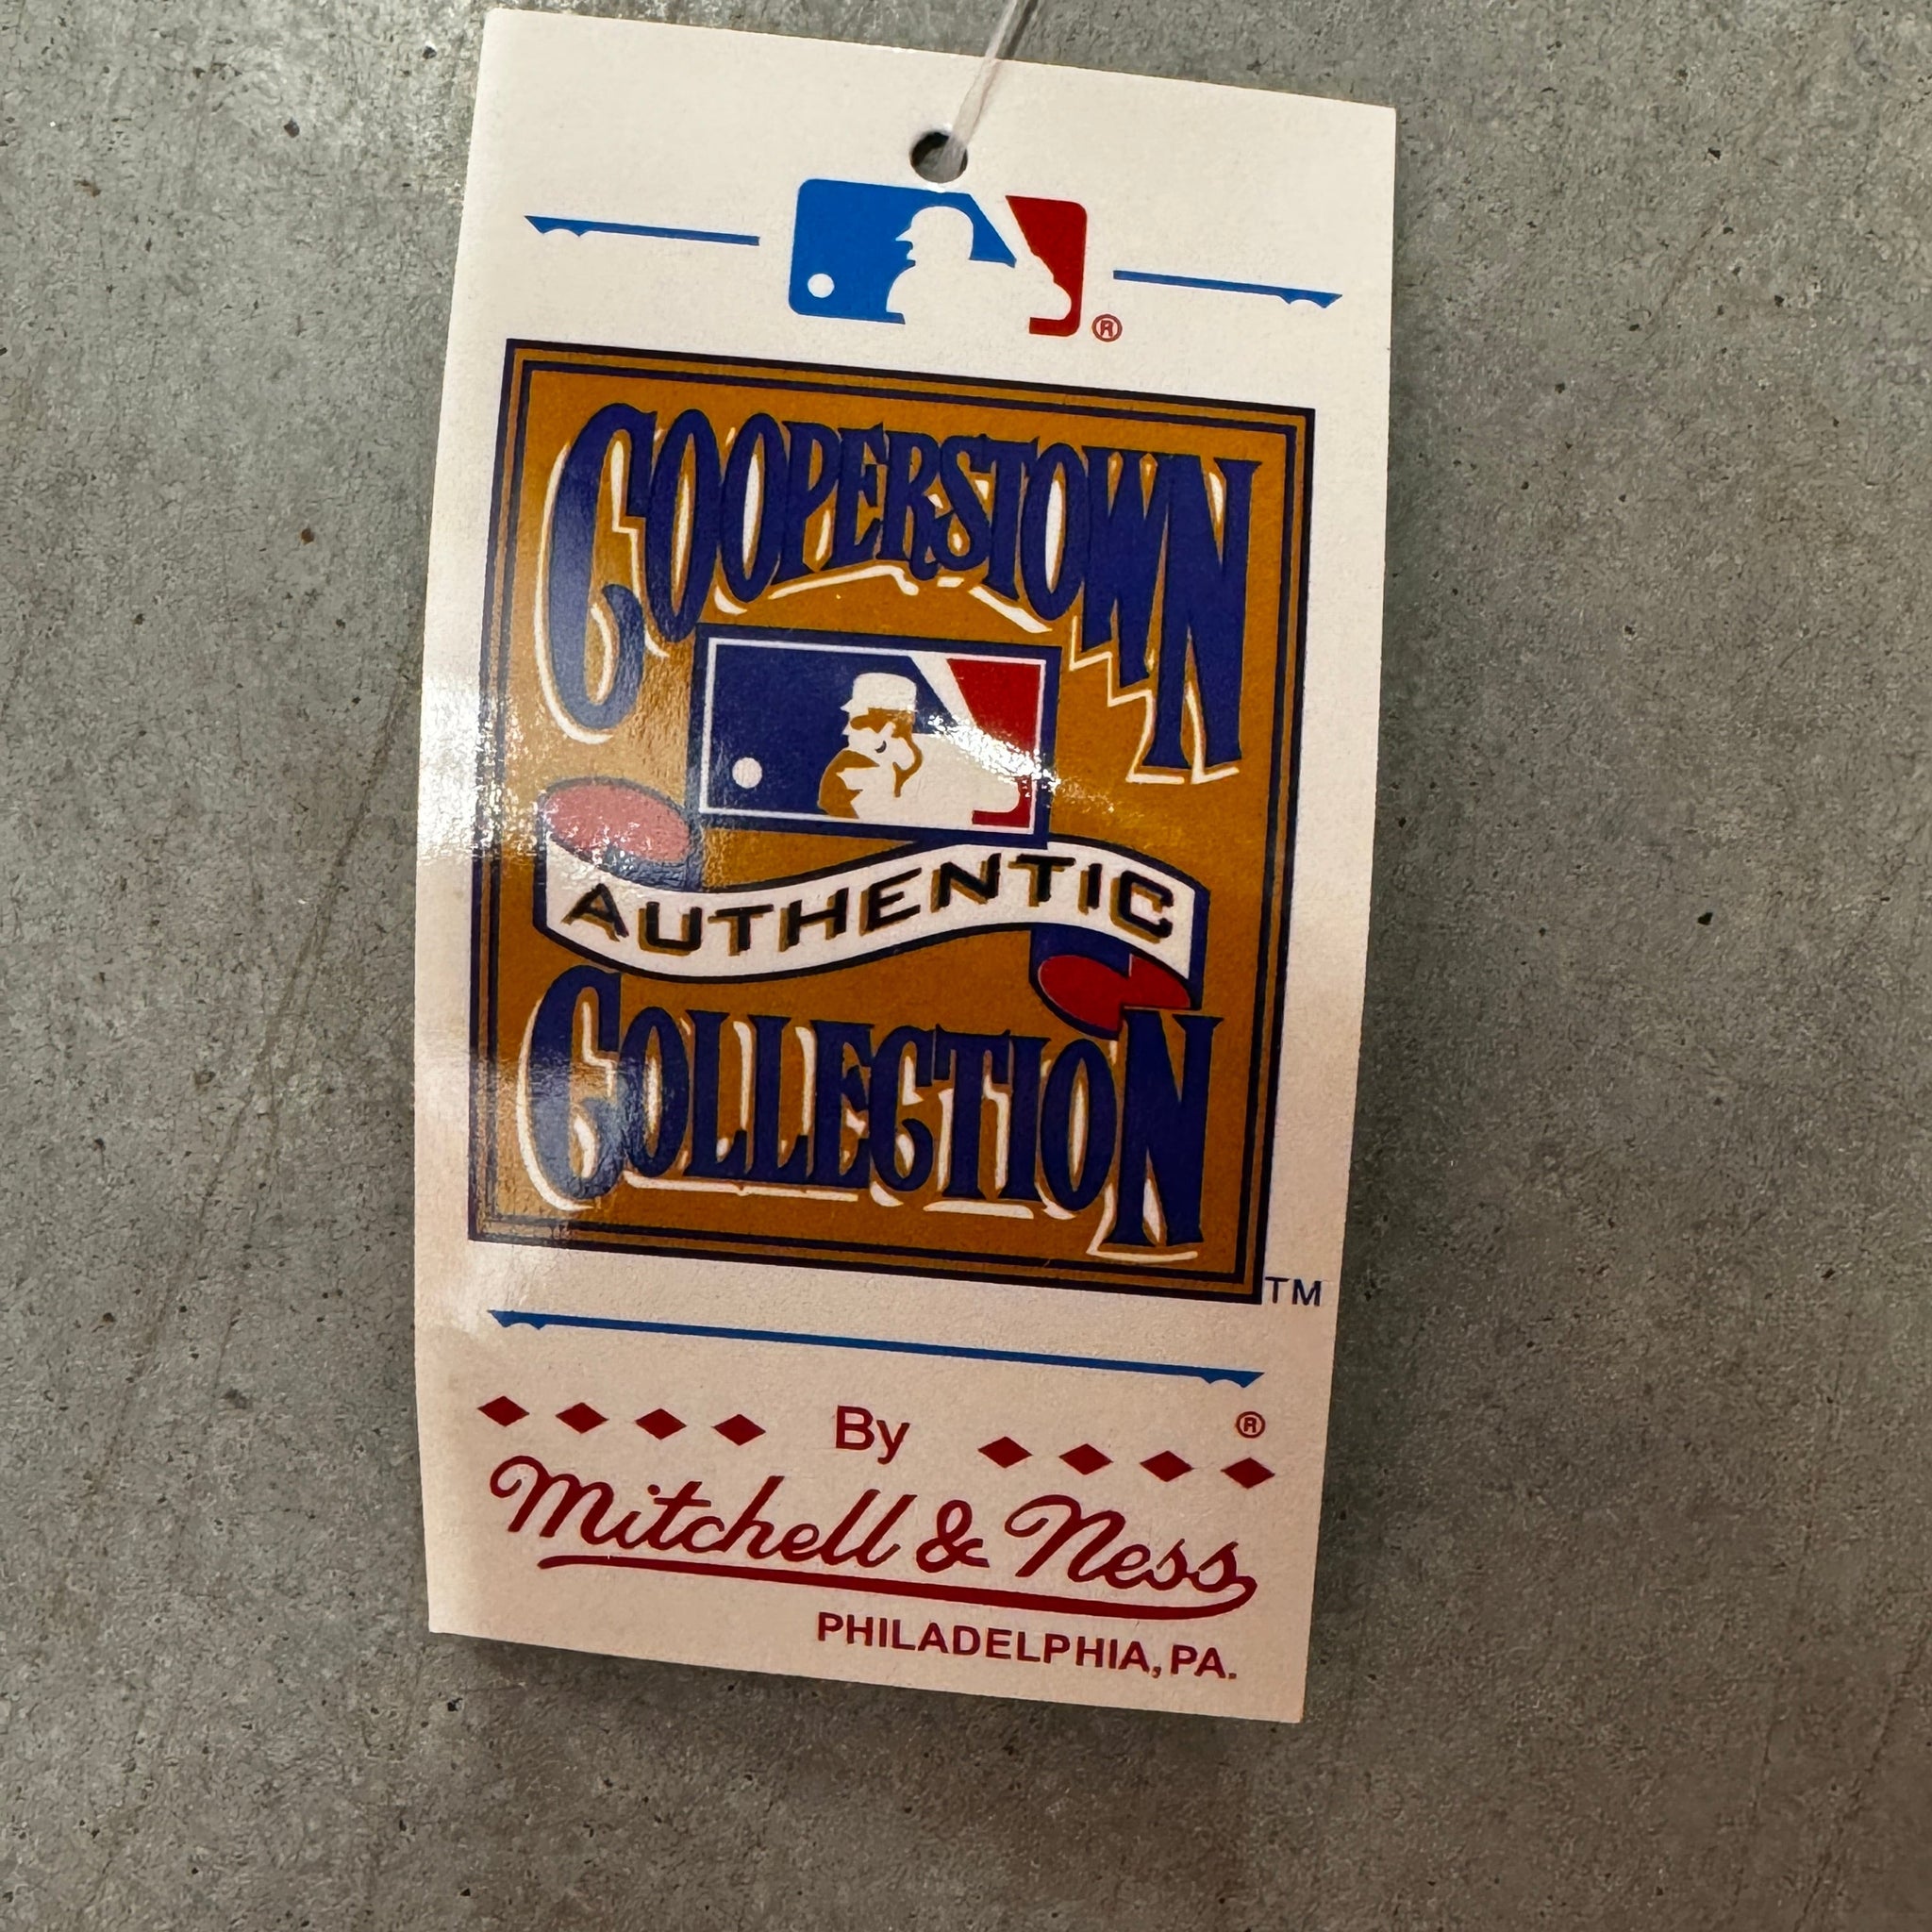 ®
COOPERSTOWN
AUTHENTIC
COLLECTION
TM
By ®
Mitchell & Ness
PHILADELPHIA, PA.